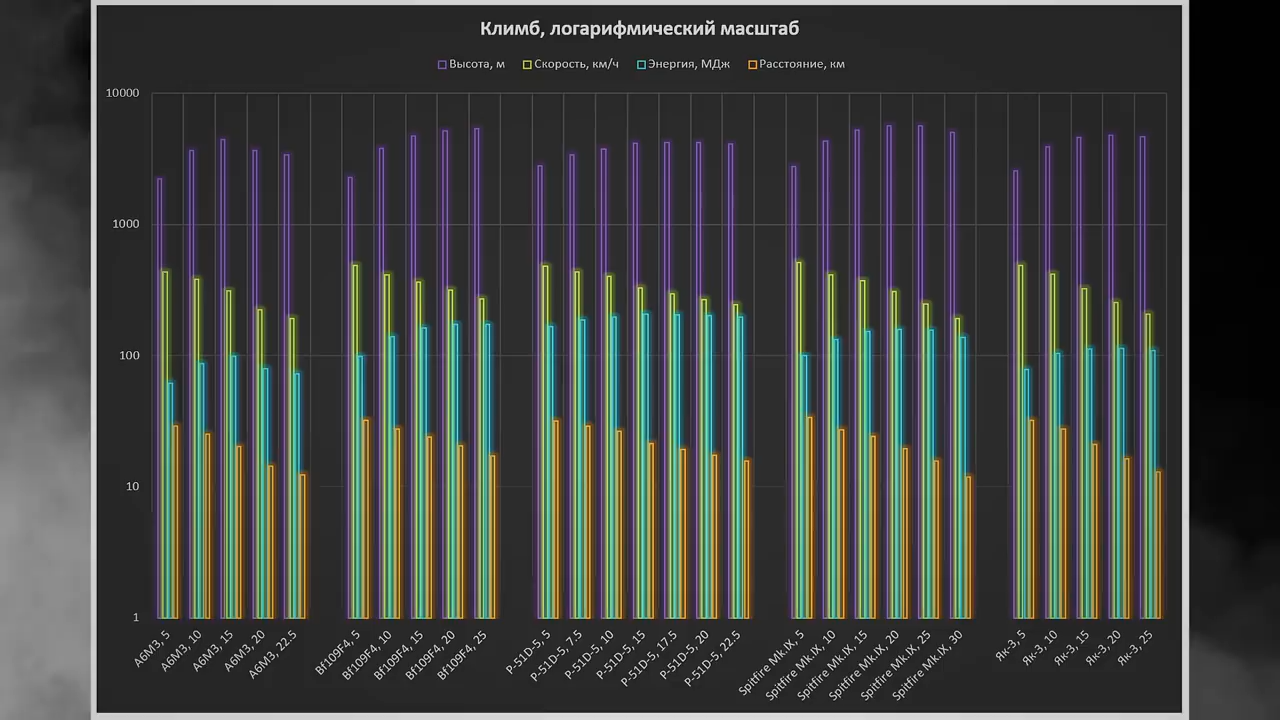 Климб, логарифмический масштаб
Высота, м Скорость, км/ч Энергия, МДж Расстояние, км
10000
1000
100
10
1
A6M3, 5
A6M3, 10
A6M3, 15
A6M3, 20
A6M3, 22.5
Bf109F4, 5
Bf109F4, 10
Bf109F4, 15
Bf109F4, 20
Bf109F4, 25
P-51D-5, 5
P-51D-5, 7.5
P-51D-5, 10
P-51D-5, 15
P-51D-5, 17.5
P-51D-5, 20
P-51D-5, 22.5
Spitfire Mk.IX, 5
Spitfire Mk.IX, 10
Spitfire Mk.IX, 15
Spitfire Mk.IX, 20
Spitfire Mk.IX, 25
Spitfire Mk.IX, 30
Як-3, 5
Як-3, 10
Як-3, 15
Як-3, 20
Як-3, 25